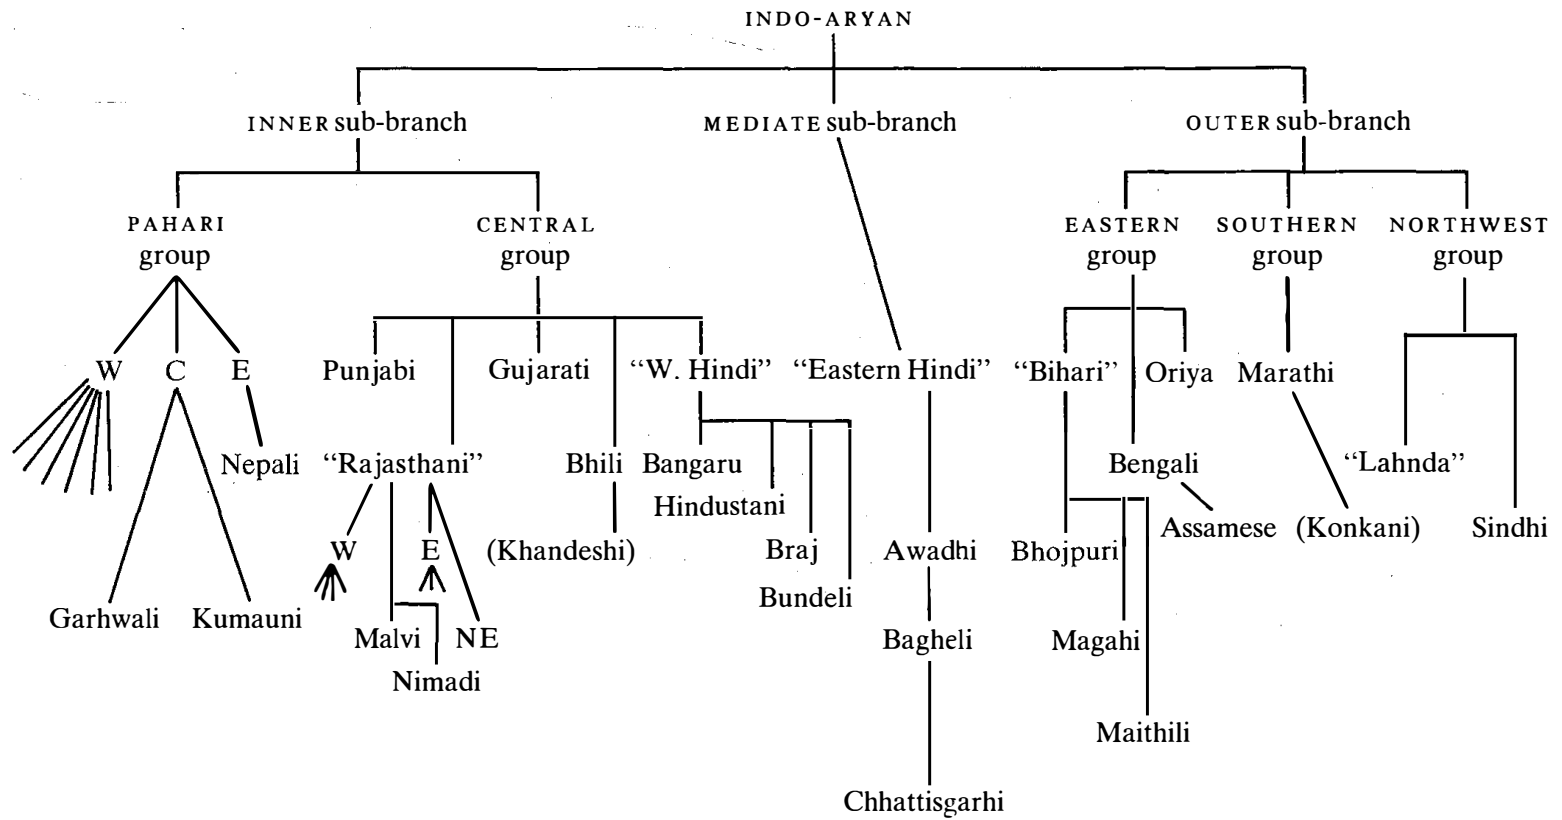 INDO-ARYAN
INNER sub-branch
MEDIATE sub-branch
OUTER sub-branch
PAHARI
group
CENTRAL
group
EASTERN
group
SOUTHERN
group
NORTHWEST
group
W
C
E
Punjabi
Gujarati
“W. Hindi”
“Eastern Hindi”
“Bihari”
Oriya
Marathi
Nepali
“Rajasthani”
Bhili
Bangaru
Bengali
“Lahnda”
Hindustani
Assamese
(Konkani)
Sindhi
W
E
(Khandeshi)
Braj
Awadhi
Bhojpuri
Bundeli
Garhwali
Kumauni
Malvi
NE
Bagheli
Magahi
Nimadi
Maithili
Chhattisgarhi